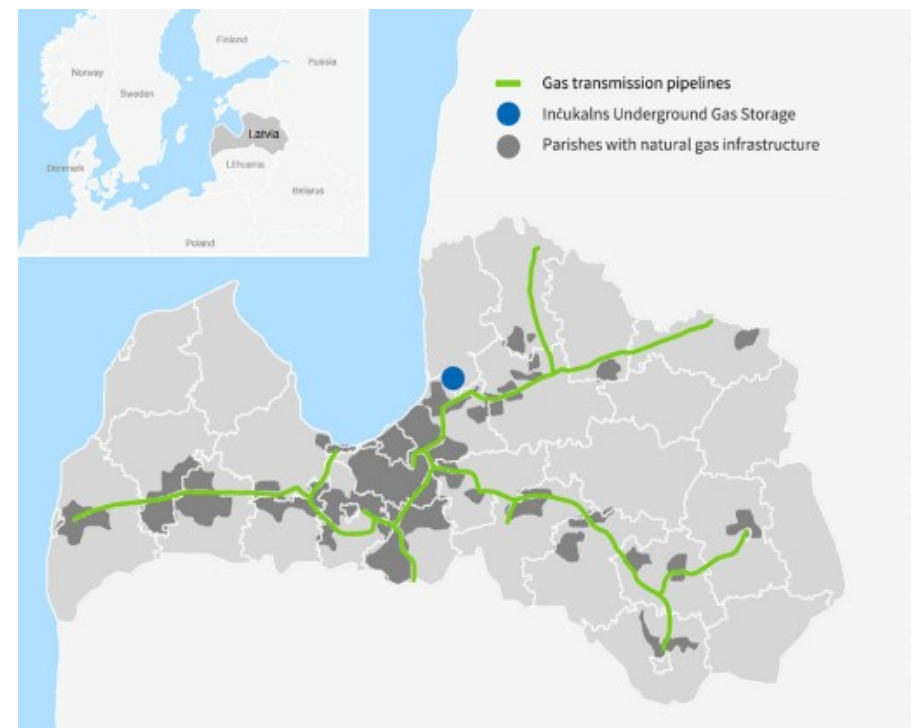 Finland
Russia
Norway
Sweden
Latvia
Denmark
Lithuania
Belarus
Poland
Gas transmission pipelines
Inčukalns Underground Gas Storage
Parishes with natural gas infrastructure